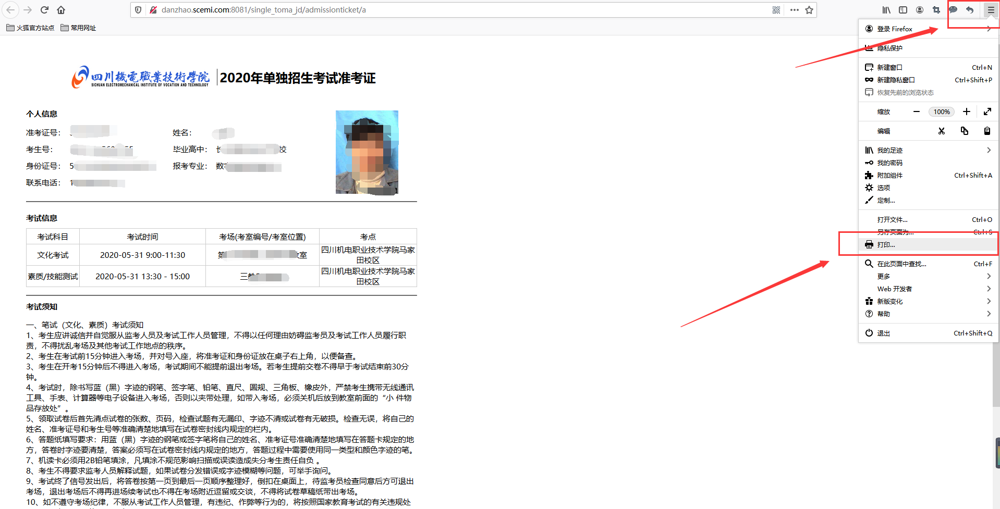 danzhao.scemi.com:8081/single_toma_jd/admissionticket/a
火狐官方站点 常用网址
四川機電職業技術學院
SICHUAN ELECTROMECHANICAL INSTITUTE OF VOCATION AND TECHNOLOGY
2020年单独招生考试准考证
个人信息
准考证号：
姓名：
考生号：
毕业高中： 校
身份证号： 5
报考专业： 数
联系电话： 1
考试信息
考试科目 考试时间 考场(考室编号/考室位置) 考点
文化考试 2020-05-31 9:00-11:30 第 室 四川机电职业技术学院马家
田校区
素质/技能测试 2020-05-31 13:30 - 15:00 三教 四川机电职业技术学院马家
田校区
考试须知
一、笔试（文化、素质）考试须知
1、考生应讲诚信并自觉服从监考人员及考试工作人员管理，不得以任何理由妨碍监考员及考试工作人员履行职
责，不得扰乱考场及其他考试工作地点的秩序。
2、考生在考试前15分钟进入考场，并对号入座，将准考证和身份证放在桌子右上角，以便备查。
3、考生在开考15分钟后不得进入考场，考试期间不能提前退出考场。若考生提前交卷不得早于考试结束前30分
钟。
4、考试时，除书写蓝（黑）字迹的钢笔、签字笔、铅笔、直尺、圆规、三角板、橡皮外，严禁考生携带无线通讯
工具、手表、计算器等电子设备进入考场，否则以夹带处理，如带入考场，必须关机后放到教室前面的“小 件物
品存放处”。
5、领取试卷后首先清点试卷的张数、页码，检查试题有无漏印、字迹不清或试卷有无破损。检查无误，将自己的
姓名、准考证号和考生号等准确清楚地填写在试卷密封线内规定的栏内。
6、答题纸填写要求：用蓝（黑）字迹的钢笔或签字笔将自己的姓名、准考证号准确清楚地填写在答题卡规定的地
方，答卷时字迹要清楚，答案必须写在试卷密封线内规定的地方，答题过程中需要使用同一类型和颜色字迹的笔。
7、机读卡必须用2B铅笔填涂，凡填涂不规范影响扫描或误读造成失分考生责任自负 。
8、考生不得要求监考人员解释试题，如果试卷分发错误或字迹模糊等问题，可举手询问。
9、考试终了信号发出后，将答卷按第一页到最后一页顺序整理好，倒扣在桌面上，待监考员检查同意后方可退出
考场，退出考场后不得再进场续考试也不得在考场附近逗留或交谈，不得将试卷草稿纸带出考场。
10、如不遵守考场纪律，不服从考试工作人员管理，有违纪、作弊等行为的，将按照国家教育考试的有关违规处
登录 Firefox
隐私保护
新建窗口 Ctrl+N
新建隐私窗口 Ctrl+Shift+P
恢复先前的浏览状态
缩放 100%
编辑
我的足迹
我的密码
附加组件 Ctrl+Shift+A
选项
定制...
打开文件... Ctrl+O
另存页面为... Ctrl+S
打印...
在此页面中查找... Ctrl+F
更多
Web 开发者
新版变化
帮助
退出 Ctrl+Shift+Q